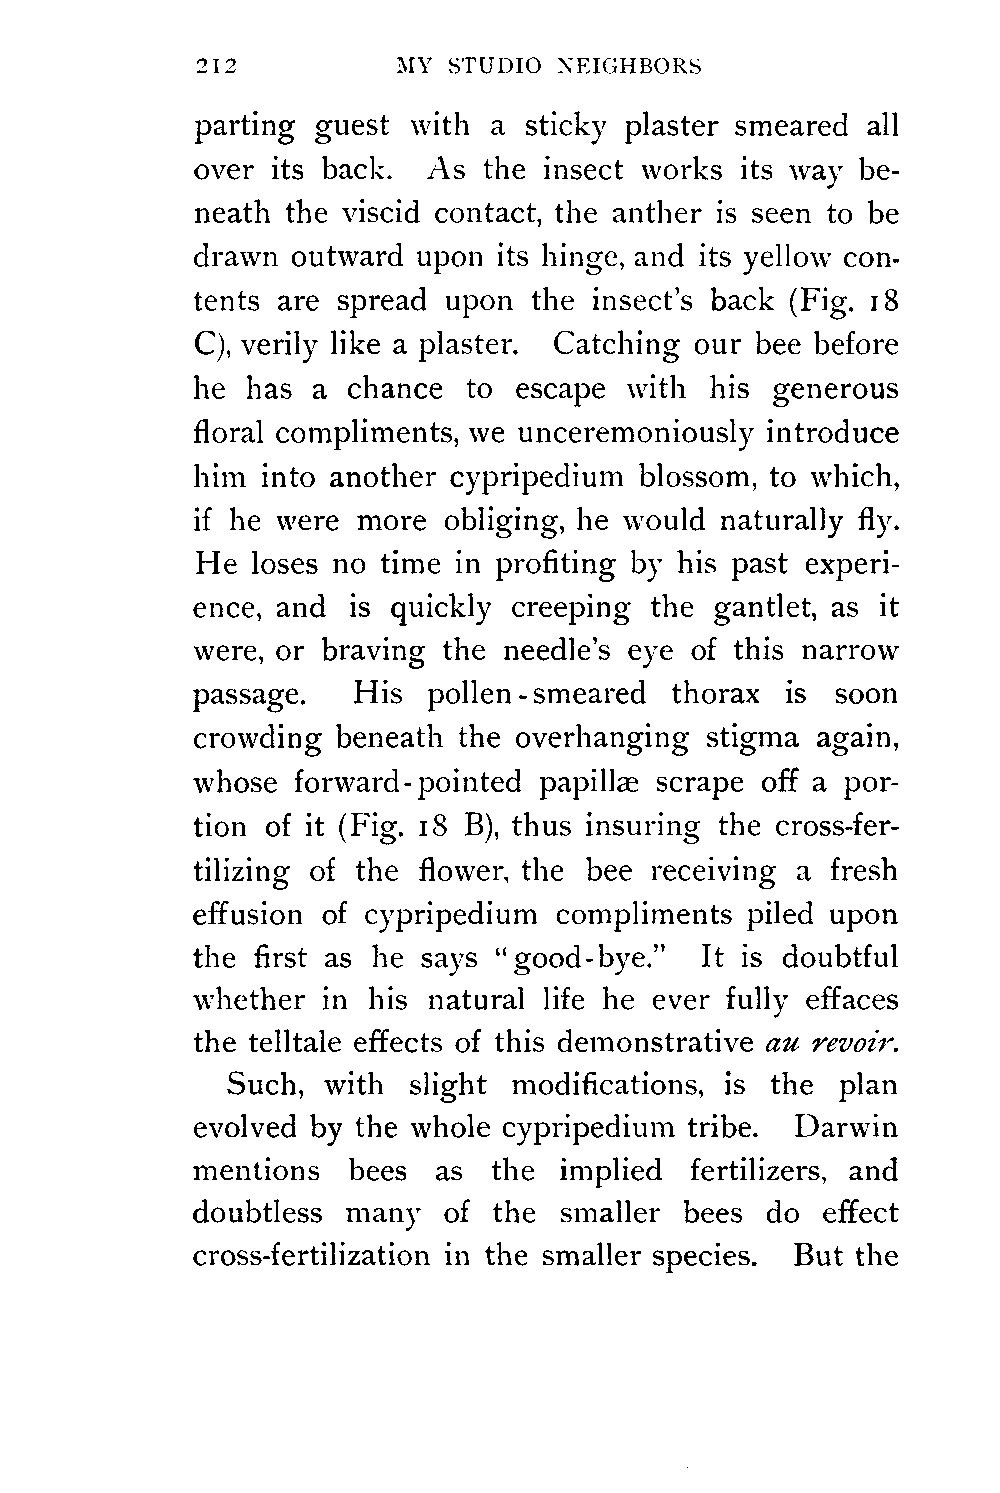 212 MY STUDIO NEIGHBORS
parting guest with a sticky plaster smeared all
over its back. As the insect works its way be-
neath the viscid contact, the anther is seen to be
drawn outward upon its hinge, and its yellow con-
tents are spread upon the insect's back (Fig. 18
C), verily like a plaster. Catching our bee before
he has a chance to escape with his generous
floral compliments, we unceremoniously introduce
him into another cypripedium blossom, to which,
if he were more obliging, he would naturally fly.
He loses no time in profiting by his past experi-
ence, and is quickly creeping the gantlet, as it
were, or braving the needle's eye of this narrow
passage. His pollen-smeared thorax is soon
crowding beneath the overhanging stigma again,
whose forward-pointed papillæ scrape off a por-
tion of it (Fig. 18 B), thus insuring the cross-fer-
tilizing of the flower, the bee receiving a fresh
effusion of cypripedium compliments piled upon
the first as he says "good-bye." It is doubtful
whether in his natural life he ever fully effaces
the telltale effects of this demonstrative au revoir.
Such, with slight modifications, is the plan
evolved by the whole cypripedium tribe. Darwin
mentions bees as the implied fertilizers, and
doubtless many of the smaller bees do effect
cross-fertilization in the smaller species. But the